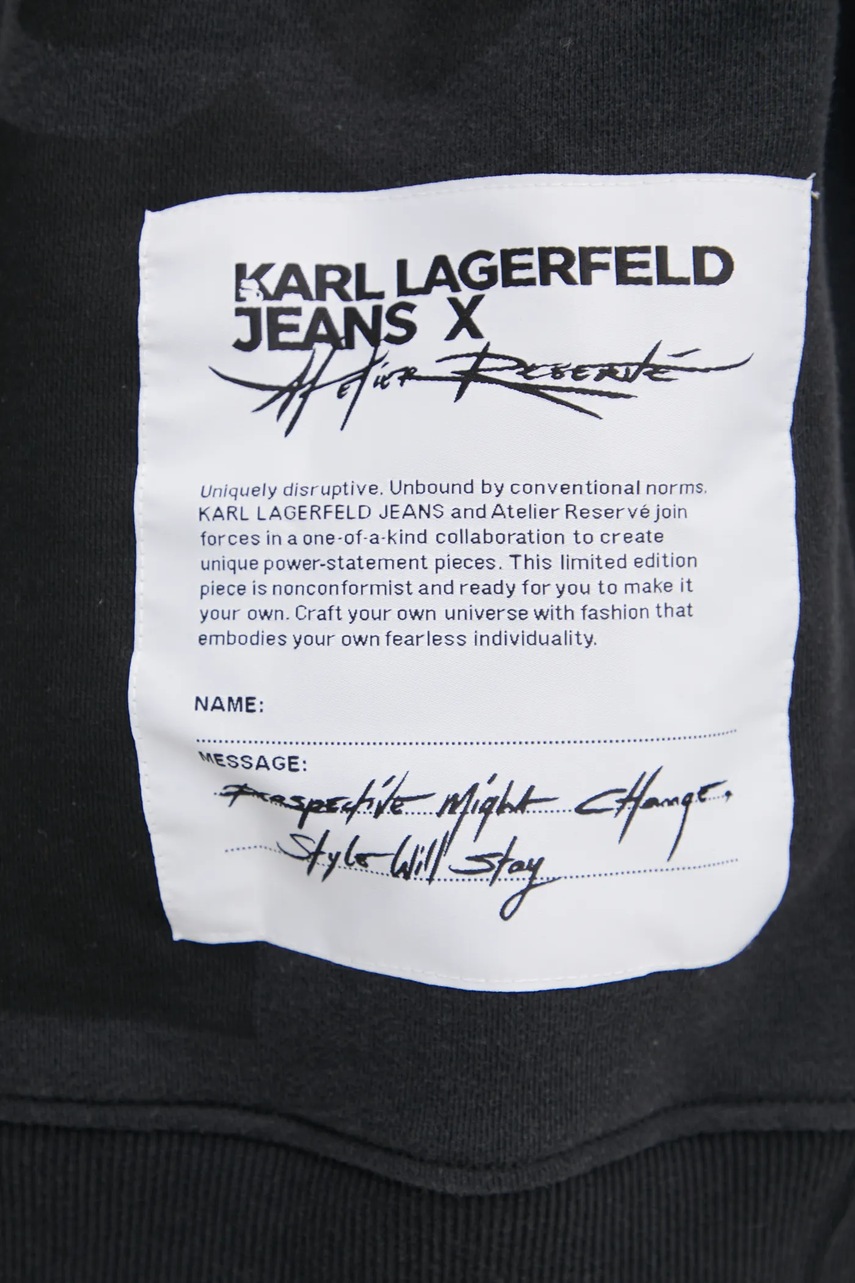 KARL LAGERFELD
JEANS X
Atelier Reservé
Uniquely disruptive. Unbound by conventional norms.
KARL LAGERFELD JEANS and Atelier Reservé join
forces in a one-of-a-kind collaboration to create
unique power-statement pieces. This limited edition
piece is nonconformist and ready for you to make it
your own. Craft your own universe with fashion that
embodies your own fearless individuality.
NAME:
MESSAGE:
Perspective Might CHange.
Style Will Stay